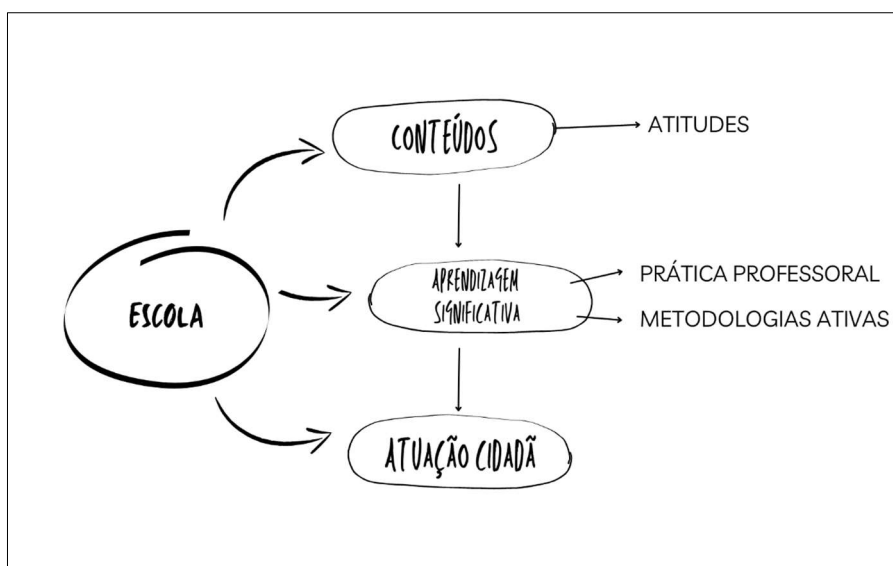 CONTEÚDOS
ATITUDES
ESCOLA
APRENDIZAGEM
SIGNIFICATIVA
PRÁTICA PROFESSORAL
METODOLOGIAS ATIVAS
ATUAÇÃO CIDADÃ